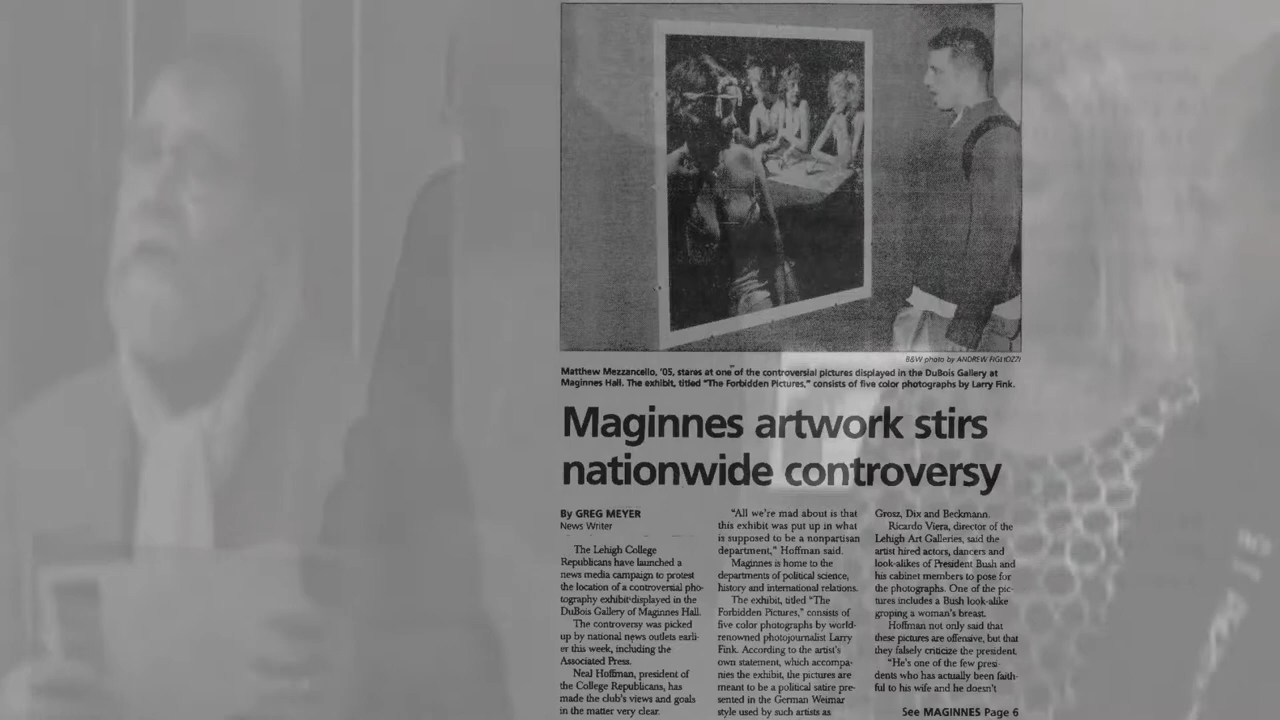 B&W photo by ANDREW FIGLIOZZI
Matthew Mezzancello, '05, stares at one of the controversial pictures displayed in the DuBois Gallery at
Maginnes Hall. The exhibit, titled "The Forbidden Pictures," consists of five color photographs by Larry Fink.
Maginnes artwork stirs
nationwide controversy
By GREG MEYER
News Writer
The Lehigh College
Republicans have launched a
news media campaign to protest
the location of a controversial pho-
tography exhibit displayed in the
DuBois Gallery of Maginnes Hall.
The controversy was picked
up by national news outlets earli-
er this week, including the
Associated Press.
Neal Hoffman, president of
the College Republicans, has
made the club's views and goals
in the matter very clear.
"All we're mad about is that
this exhibit was put up in what
is supposed to be a nonpartisan
department," Hoffman said.
Maginnes is home to the
departments of political science,
history and international relations.
The exhibit, titled "The
Forbidden Pictures," consists of
five color photographs by world-
renowned photojournalist Larry
Fink. According to the artist's
own statement, which accompa-
nies the exhibit, the pictures are
meant to be a political satire pre-
sented in the German Weimar
style used by such artists as
Grosz, Dix and Beckmann.
Ricardo Viera, director of the
Lehigh Art Galleries, said the
artist hired actors, dancers and
look-alikes of President Bush and
his cabinet members to pose for
the photographs. One of the pic-
tures includes a Bush look-alike
groping a woman's breast.
Hoffman not only said that
these pictures are offensive, but that
they falsely criticize the president.
"He's one of the few presi-
dents who has actually been faith-
ful to his wife and he doesn't
See MAGINNES Page 6